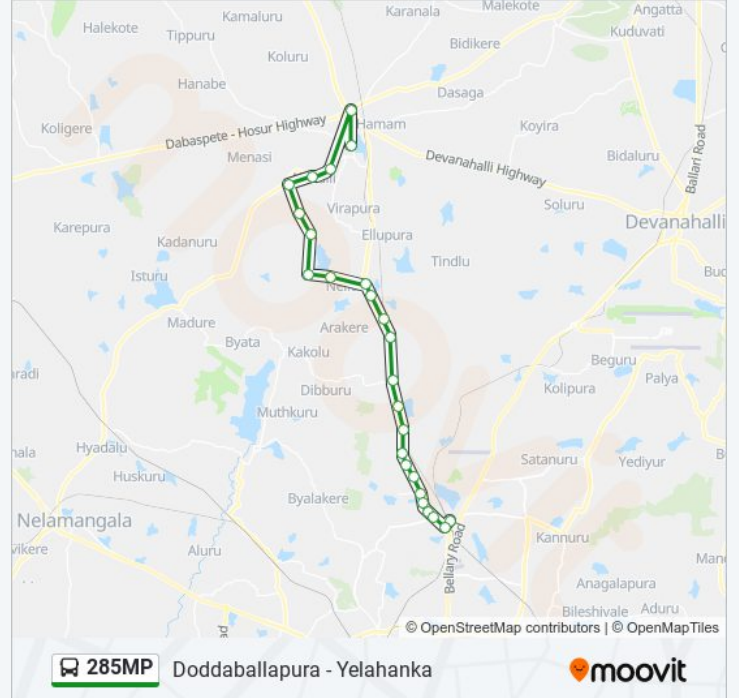 Karanala
Malekote
Angatta
Kamaluru
Halekote
Tippuru
Kuduvati
Bidikere
Koluru
Hanabe
Dasaga
Koligere
Dabaspete - Hosur Highway
Hamam
Koyira
Menasi
Devanahalli Highway
Bidaluru
Ballari Road
Virapura
Soluru
Karepura
Devanahalli
Kadanuru
Ellupura
Tindlu
Isturu
Madure
Arakere
Byata
Kakolu
Beguru
Palya
Dibburu
Kolipura
Muthkuru
Hyadalu
Satanuru
Yediyur
Huskuru
Byalakere
Nelamangala
Kannuru
Aluru
Bellary Road
Anagalapura
Bileshivale
Aduru
© OpenStreetMap contributors | © OpenMapTiles
285MP Doddaballapura - Yelahanka
moovit